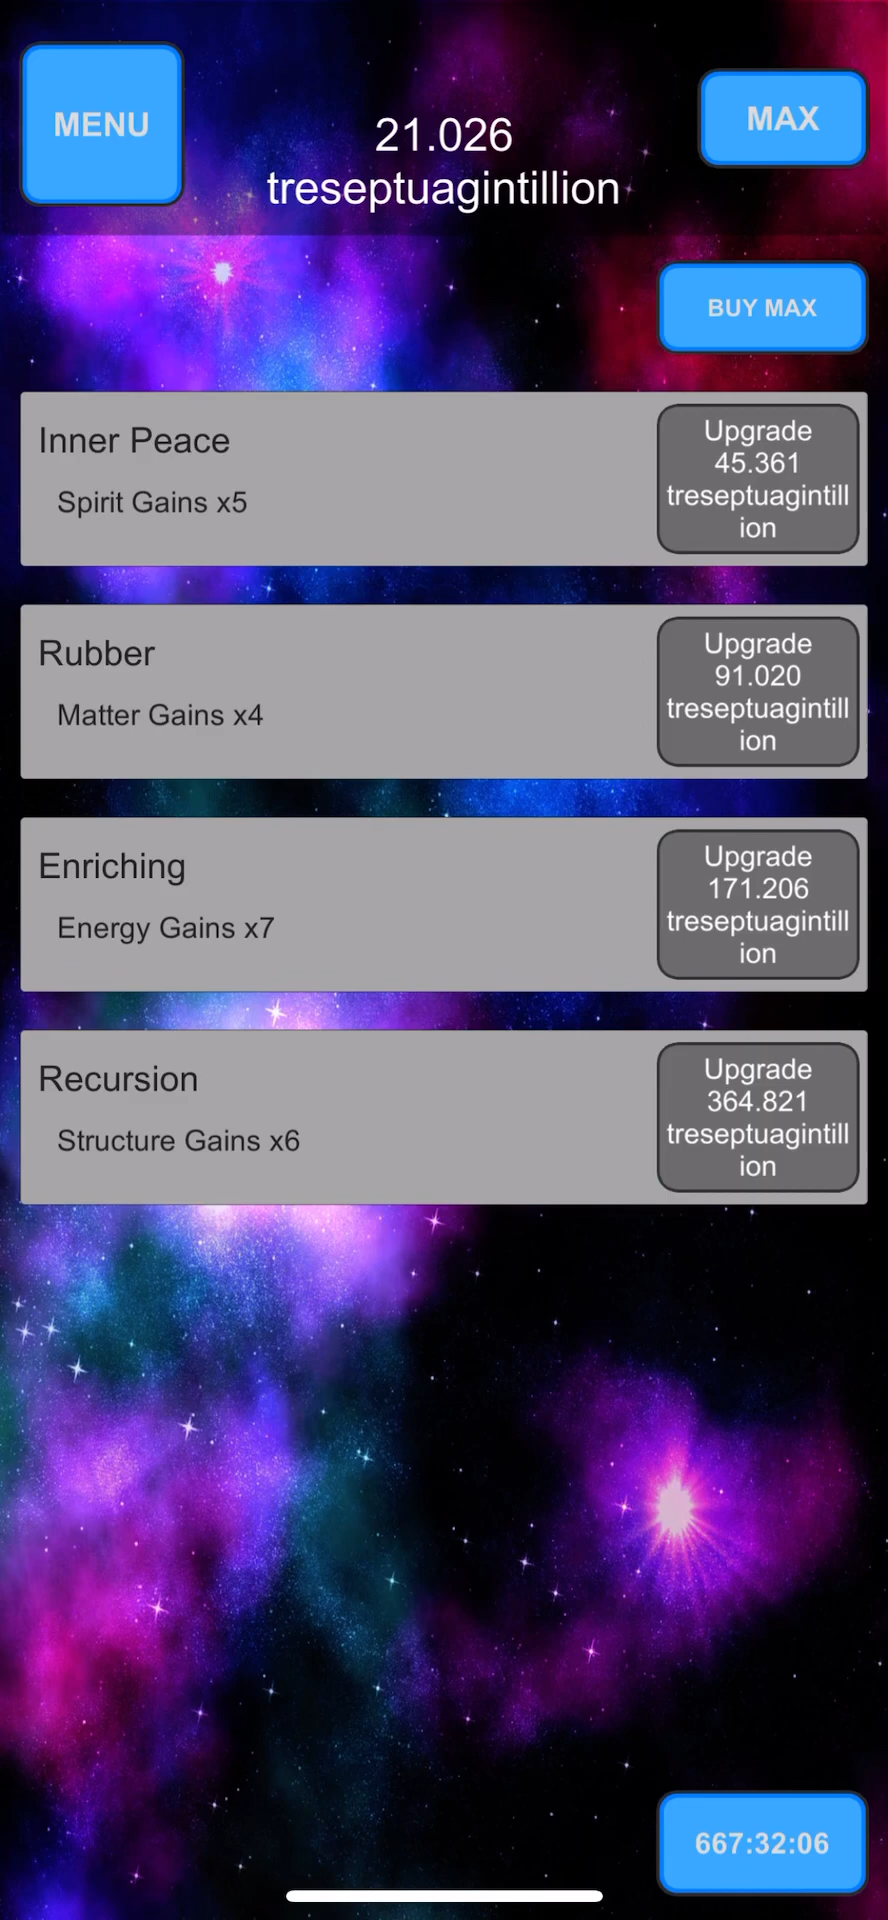 MENU
21.026
treseptuagintillion
MAX
BUY MAX
Inner Peace
Spirit Gains x5
Upgrade
45.361
treseptuagintill
ion
Rubber
Matter Gains x4
Upgrade
91.020
treseptuagintill
ion
Enriching
Energy Gains x7
Upgrade
171.206
treseptuagintill
ion
Recursion
Structure Gains x6
Upgrade
364.821
treseptuagintill
ion
667:32:06